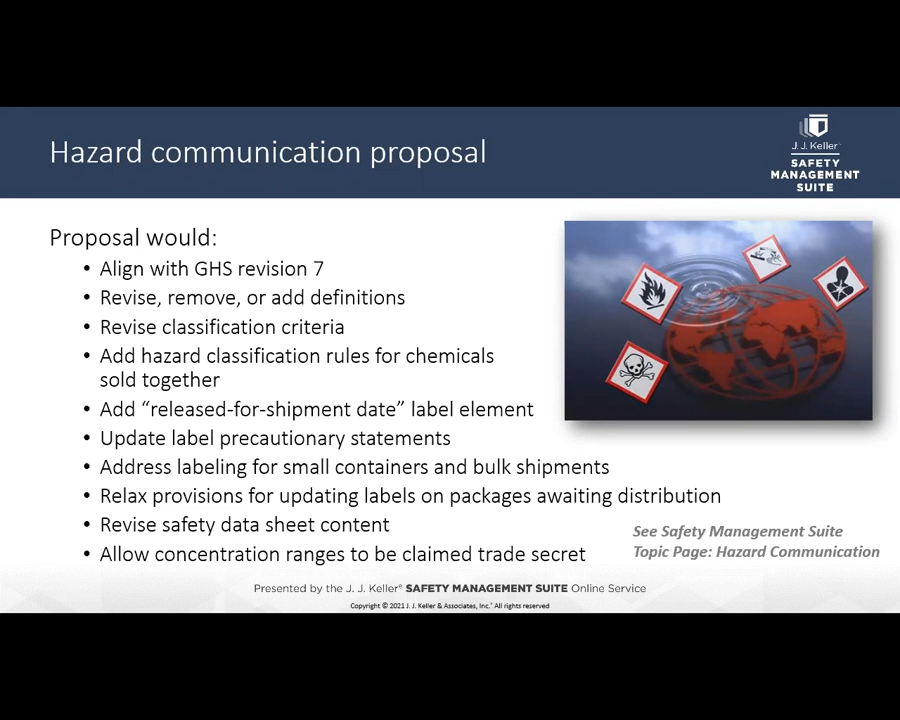 Hazard communication proposal
J. J. Keller
SAFETY
MANAGEMENT
SUITE
Proposal would:
• Align with GHS revision 7
• Revise, remove, or add definitions
• Revise classification criteria
• Add hazard classification rules for chemicals
sold together
• Add “released-for-shipment date” label element
• Update label precautionary statements
• Address labeling for small containers and bulk shipments
• Relax provisions for updating labels on packages awaiting distribution
• Revise safety data sheet content
• Allow concentration ranges to be claimed trade secret
See Safety Management Suite
Topic Page: Hazard Communication
Presented by the J. J. Keller® SAFETY MANAGEMENT SUITE Online Service
Copyright © 2021 J. J. Keller & Associates, Inc.® All rights reserved